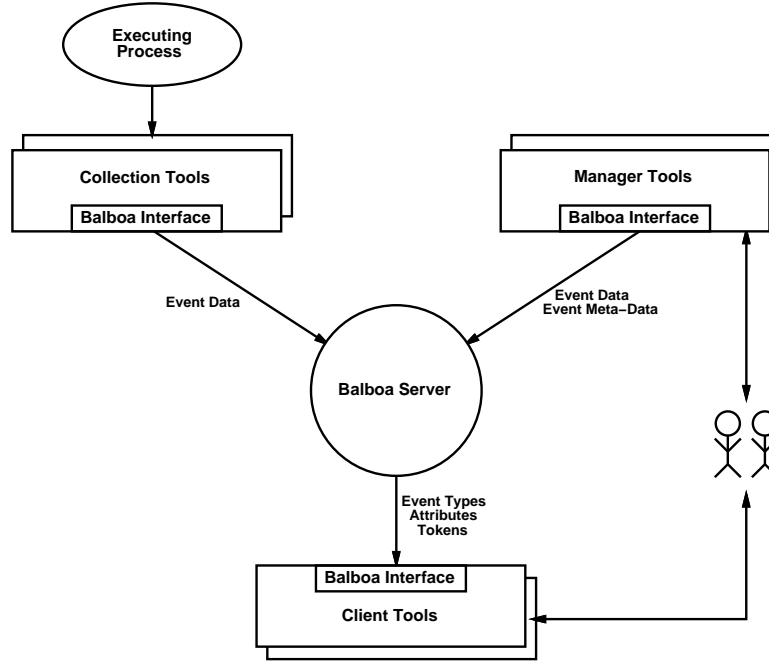 Executing
Process
Collection Tools
Balboa Interface
Manager Tools
Balboa Interface
Event Data
Event Data
Event Meta–Data
Balboa Server
Event Types
Attributes
Tokens
Balboa Interface
Client Tools